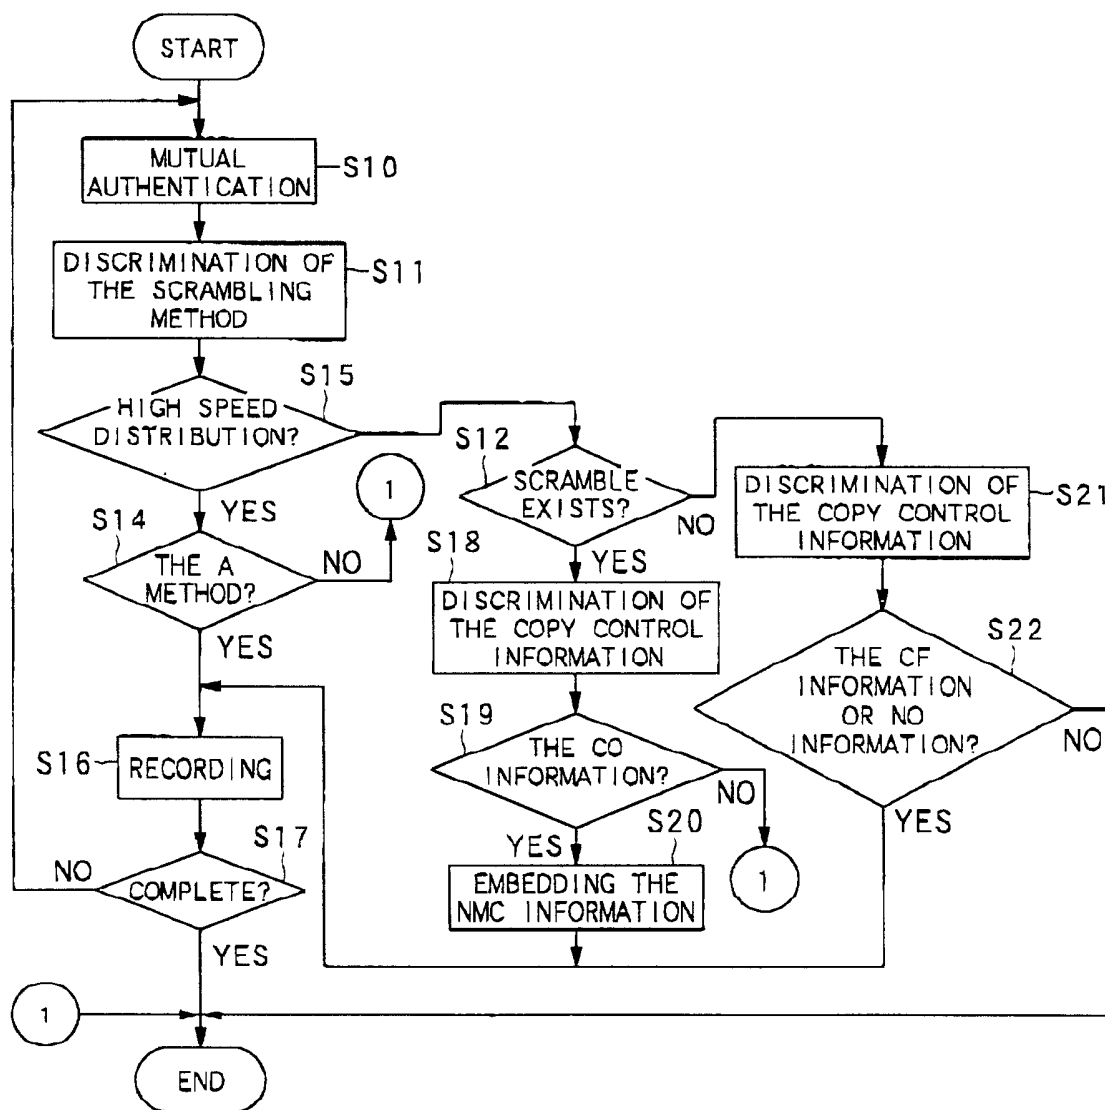 START
MUTUAL
AUTHENTICATION
S10
DISCRIMINATION OF
THE SCRAMBLING
METHOD
S11
S15
HIGH SPEED
DISTRIBUTION?
YES
S14
THE A
METHOD?
NO
1
YES
S16
RECORDING
S17
COMPLETE?
NO
YES
1
END
S12
SCRAMBLE
EXISTS?
NO
YES
S18
DISCRIMINATION OF
THE COPY CONTROL
INFORMATION
S19
THE CO
INFORMATION?
NO
1
YES
S20
EMBEDDING THE
NMC INFORMATION
DISCRIMINATION OF
THE COPY CONTROL
INFORMATION
S21
S22
THE CF
INFORMATION
OR NO
INFORMATION?
NO
YES